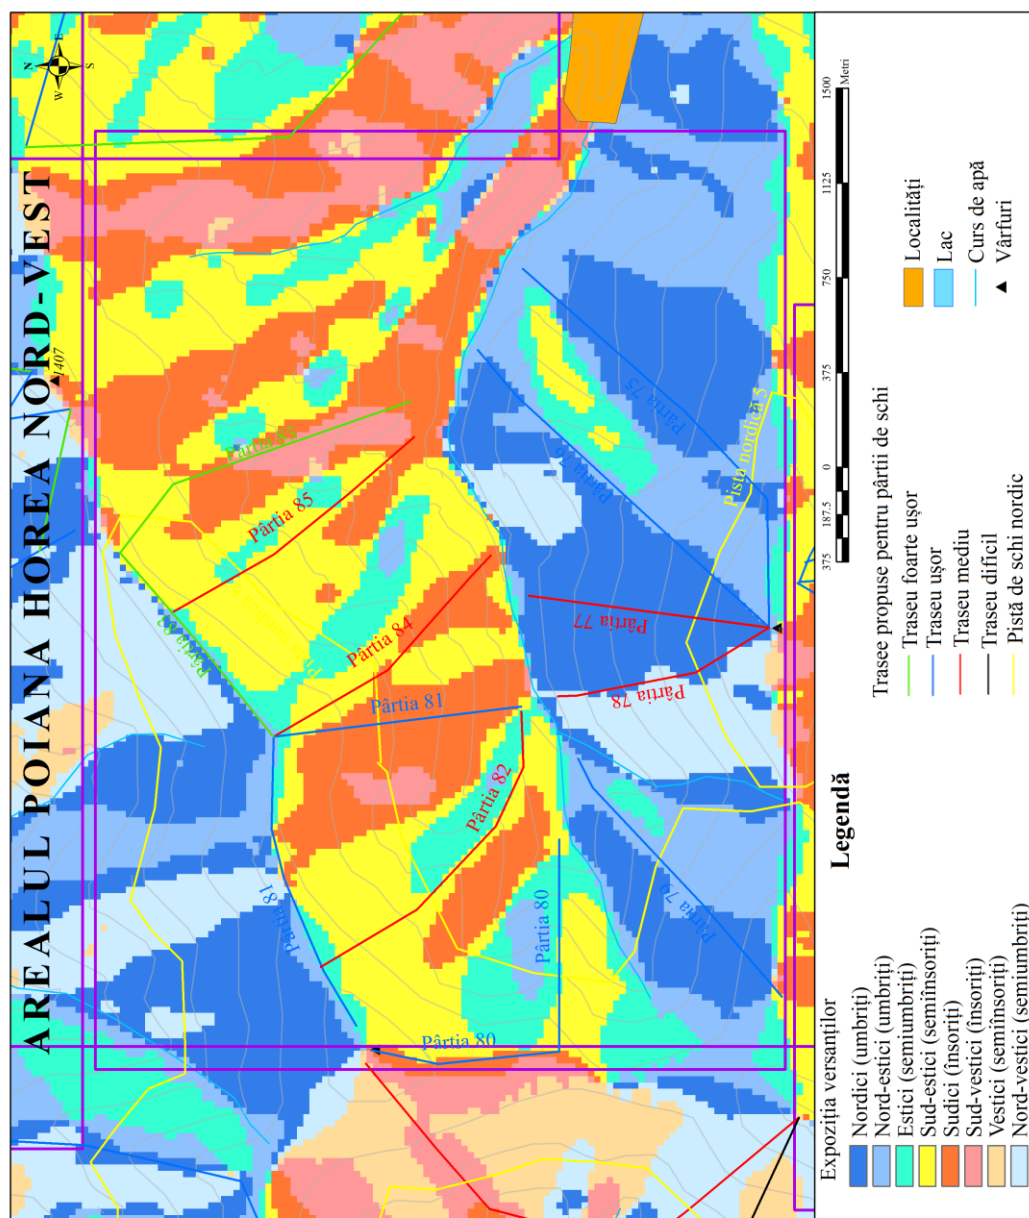 AREALUL POIANA HOREA NORD-VEST
N
E
S
W
1407
Pârtia 85
Pârtia 84
Pârtia 81
Pârtia 82
Pârtia 81
Pârtia 80
Pârtia 80
Pârtia 75
Pârtia 76
Pista nordică 5
Pârtia 77
Pârtia 78
Pârtia 79
375 187.5 0 375 750 1125 1500
Metri
Legendă
Expoziția versanților
Nordici (umbriți)
Nord-estici (umbriți)
Estici (semiumbriți)
Sud-estici (semiînsoriți)
Sudici (însoriți)
Sud-vestici (însoriți)
Vestici (semiînsoriți)
Nord-vestici (semiumbriți)
Trasee propuse pentru pârtii de schi
Traseu foarte ușor
Traseu ușor
Traseu mediu
Traseu dificil
Pistă de schi nordic
Localități
Lac
Curs de apă
Vârfuri